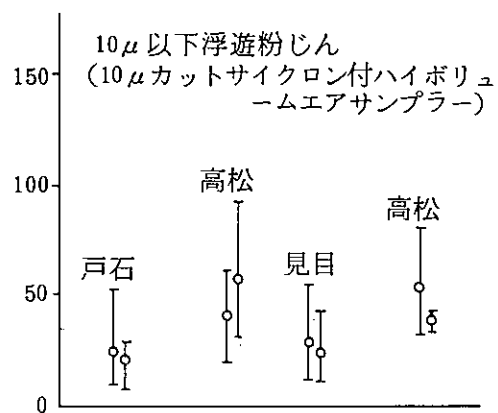 10μ以下浮遊粉じん
(10μカットサイクロン付ハイボリュ
ームエアサンプラー)
150
高松
高松
100
戸石
見目
50
0